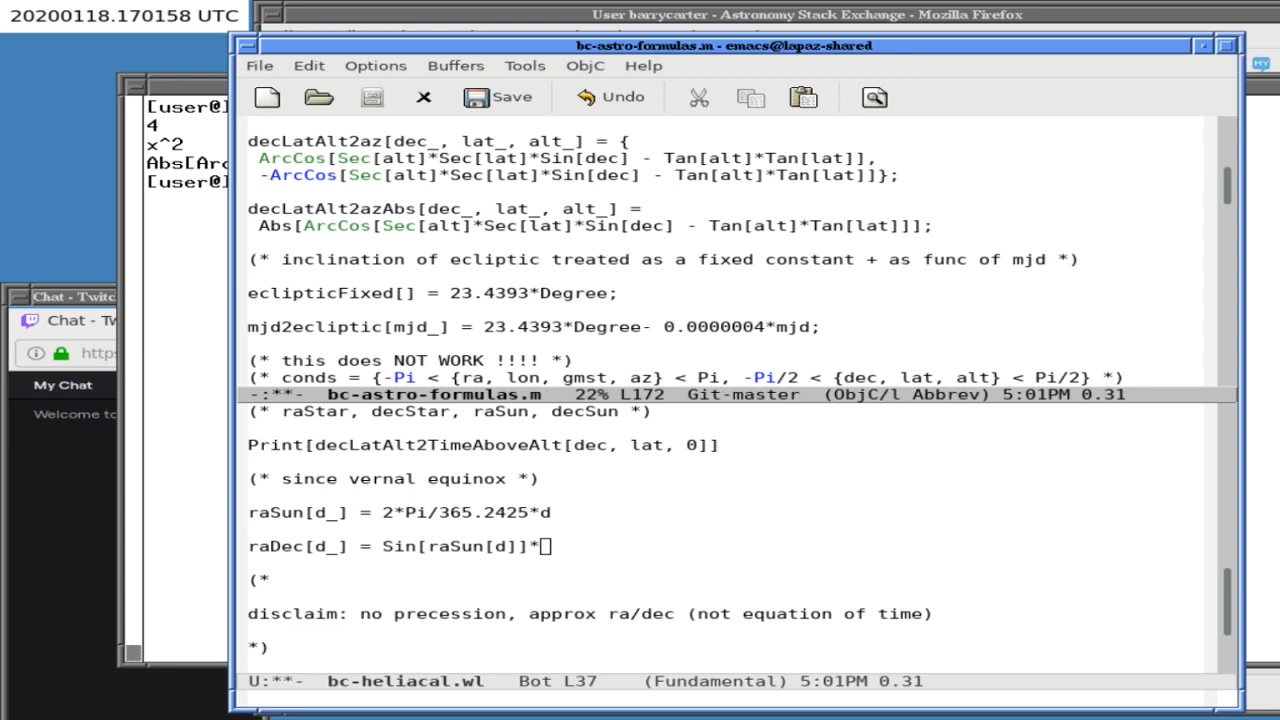 20200118.170158 UTC
User barrycarter - Astronomy Stack Exchange - Mozilla Firefox
bc-astro-formulas.m - emacs@lapaz-shared
File Edit Options Buffers Tools ObjC Help
Save Undo
MY
[user@]
4
x^2
Abs[Arc
[user@]
Chat - Twitc
Chat - Tw
https
My Chat
Welcome to
decLatAlt2az[dec_, lat_, alt_] = {
ArcCos[Sec[alt]*Sec[lat]*Sin[dec] - Tan[alt]*Tan[lat]],
-ArcCos[Sec[alt]*Sec[lat]*Sin[dec] - Tan[alt]*Tan[lat]]};
decLatAlt2azAbs[dec_, lat_, alt_] =
Abs[ArcCos[Sec[alt]*Sec[lat]*Sin[dec] - Tan[alt]*Tan[lat]]];
(* inclination of ecliptic treated as a fixed constant + as func of mjd *)
eclipticFixed[] = 23.4393*Degree;
mjd2ecliptic[mjd_] = 23.4393*Degree- 0.0000004*mjd;
(* this does NOT WORK !!!! *)
(* conds = {-Pi < {ra, lon, gmst, az} < Pi, -Pi/2 < {dec, lat, alt} < Pi/2} *)
-:**- bc-astro-formulas.m 22% L172 Git-master (ObjC/l Abbrev) 5:01PM 0.31
(* raStar, decStar, raSun, decSun *)
Print[decLatAlt2TimeAboveAlt[dec, lat, 0]]
(* since vernal equinox *)
raSun[d_] = 2*Pi/365.2425*d
raDec[d_] = Sin[raSun[d]]*
(*
disclaim: no precession, approx ra/dec (not equation of time)
*)
U:**- bc-heliacal.wl Bot L37 (Fundamental) 5:01PM 0.31